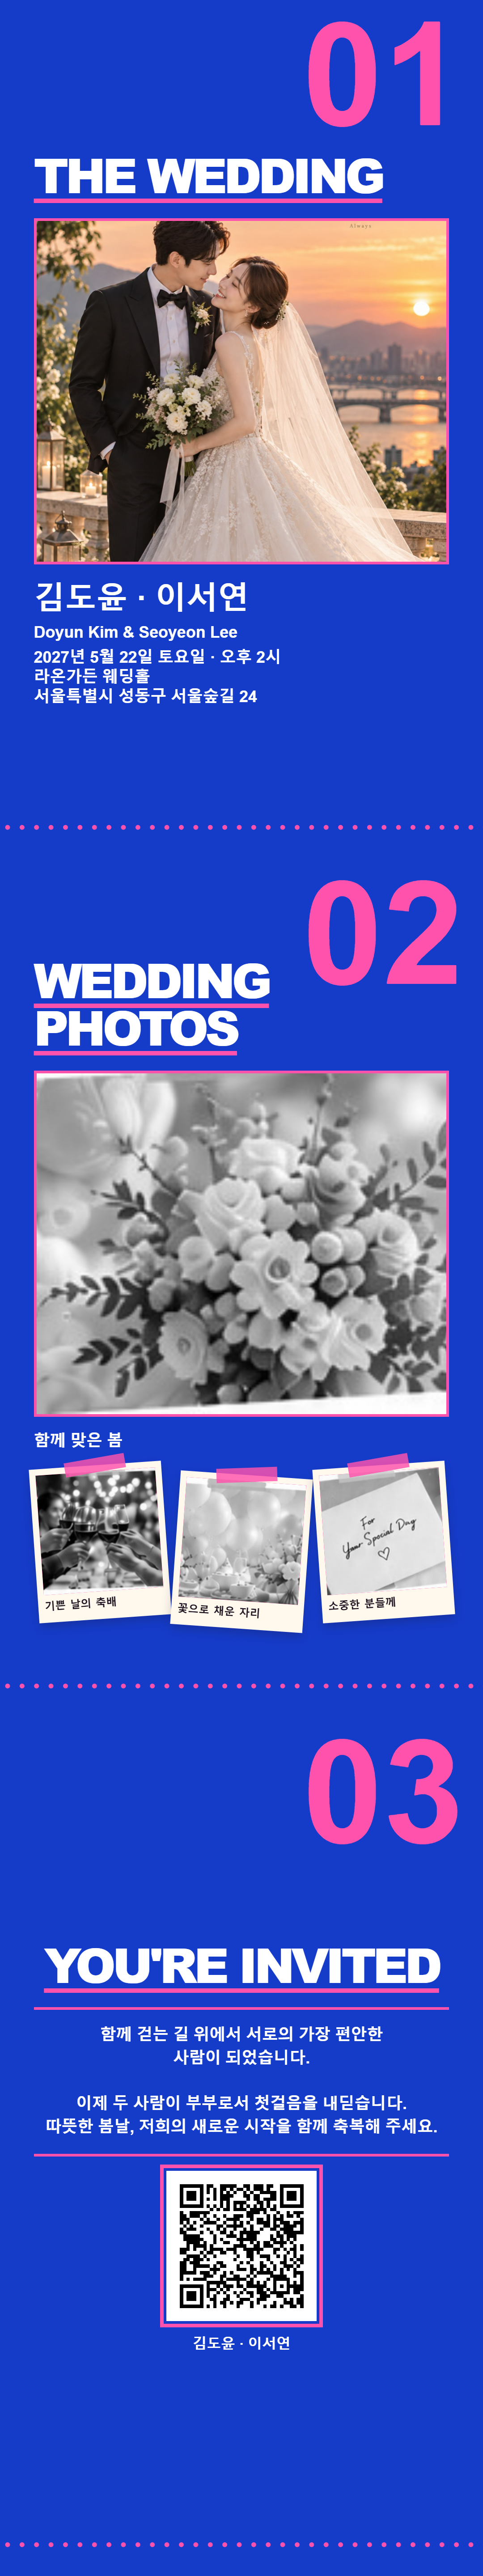 01
THE WEDDING
Always
김도윤 · 이서연
Doyun Kim & Seoyeon Lee
2027년 5월 22일 토요일 · 오후 2시
라온가든 웨딩홀
서울특별시 성동구 서울숲길 24
02
WEDDING
PHOTOS
함께 맞은 봄
기쁜 날의 축배
꽃으로 채운 자리
For
Your Special Day
소중한 분들께
03
YOU'RE INVITED
함께 걷는 길 위에서 서로의 가장 편안한
사람이 되었습니다.
이제 두 사람이 부부로서 첫걸음을 내딛습니다.
따뜻한 봄날, 저희의 새로운 시작을 함께 축복해 주세요.
김도윤 · 이서연